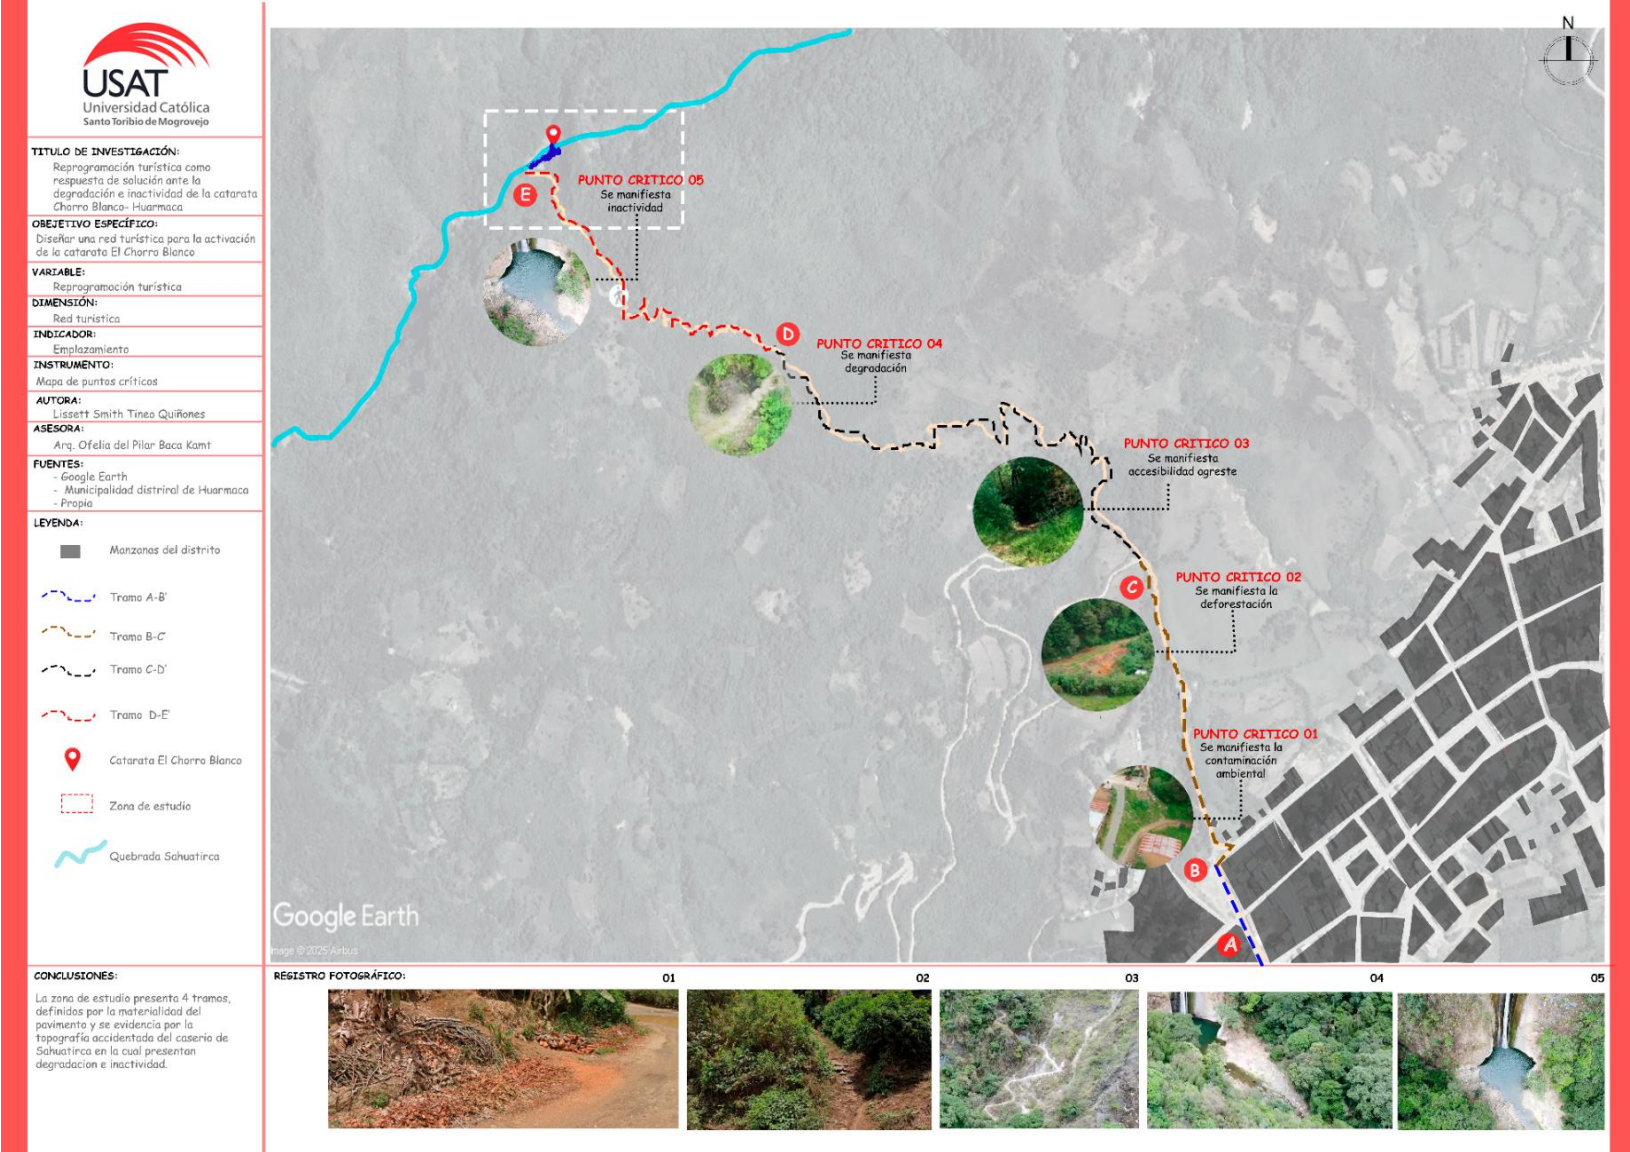 USAT
Universidad Católica
Santo Toribio de Mogrovejo
TITULO DE INVESTIGACIÓN:
Reprogramación turística como
respuesta de solución ante la
degradación e inactividad de la catarata
Chorro Blanco- Huarmaca
OBEJETIVO ESPECÍFICO:
Diseñar una red turística para la activación
de la catarata El Chorro Blanco
VARIABLE:
Reprogramación turística
DIMENSIÓN:
Red turistica
INDICADOR:
Emplazamiento
INSTRUMENTO:
Mapa de puntos críticos
AUTORA:
Lissett Smith Tineo Quiñones
ASESORA:
Arq. Ofelia del Pilar Baca Kamt
FUENTES:
- Google Earth
- Municipalidad distriral de Huarmaca
- Propia
LEYENDA:
Manzanas del distrito
Tramo A-B'
Tramo B-C'
Tramo C-D'
Tramo D-E'
Catarata El Chorro Blanco
Zona de estudio
Quebrada Sahuatirca
CONCLUSIONES:
La zona de estudio presenta 4 tramos,
definidos por la materialidad del
pavimento y se evidencia por la
topografía accidentada del caserio de
Sahuatirca en la cual presentan
degradacion e inactividad.
N
E
PUNTO CRITICO 05
Se manifiesta
inactividad
D
PUNTO CRITICO 04
Se manifiesta
degradación
PUNTO CRITICO 03
Se manifiesta
accesibilidad agreste
C
PUNTO CRITICO 02
Se manifiesta la
deforestación
PUNTO CRITICO 01
Se manifiesta la
contaminación
ambiental
B
A
Google Earth
Image © 2025 Airbus
REGISTRO FOTOGRÁFICO:
01
02
03
04
05